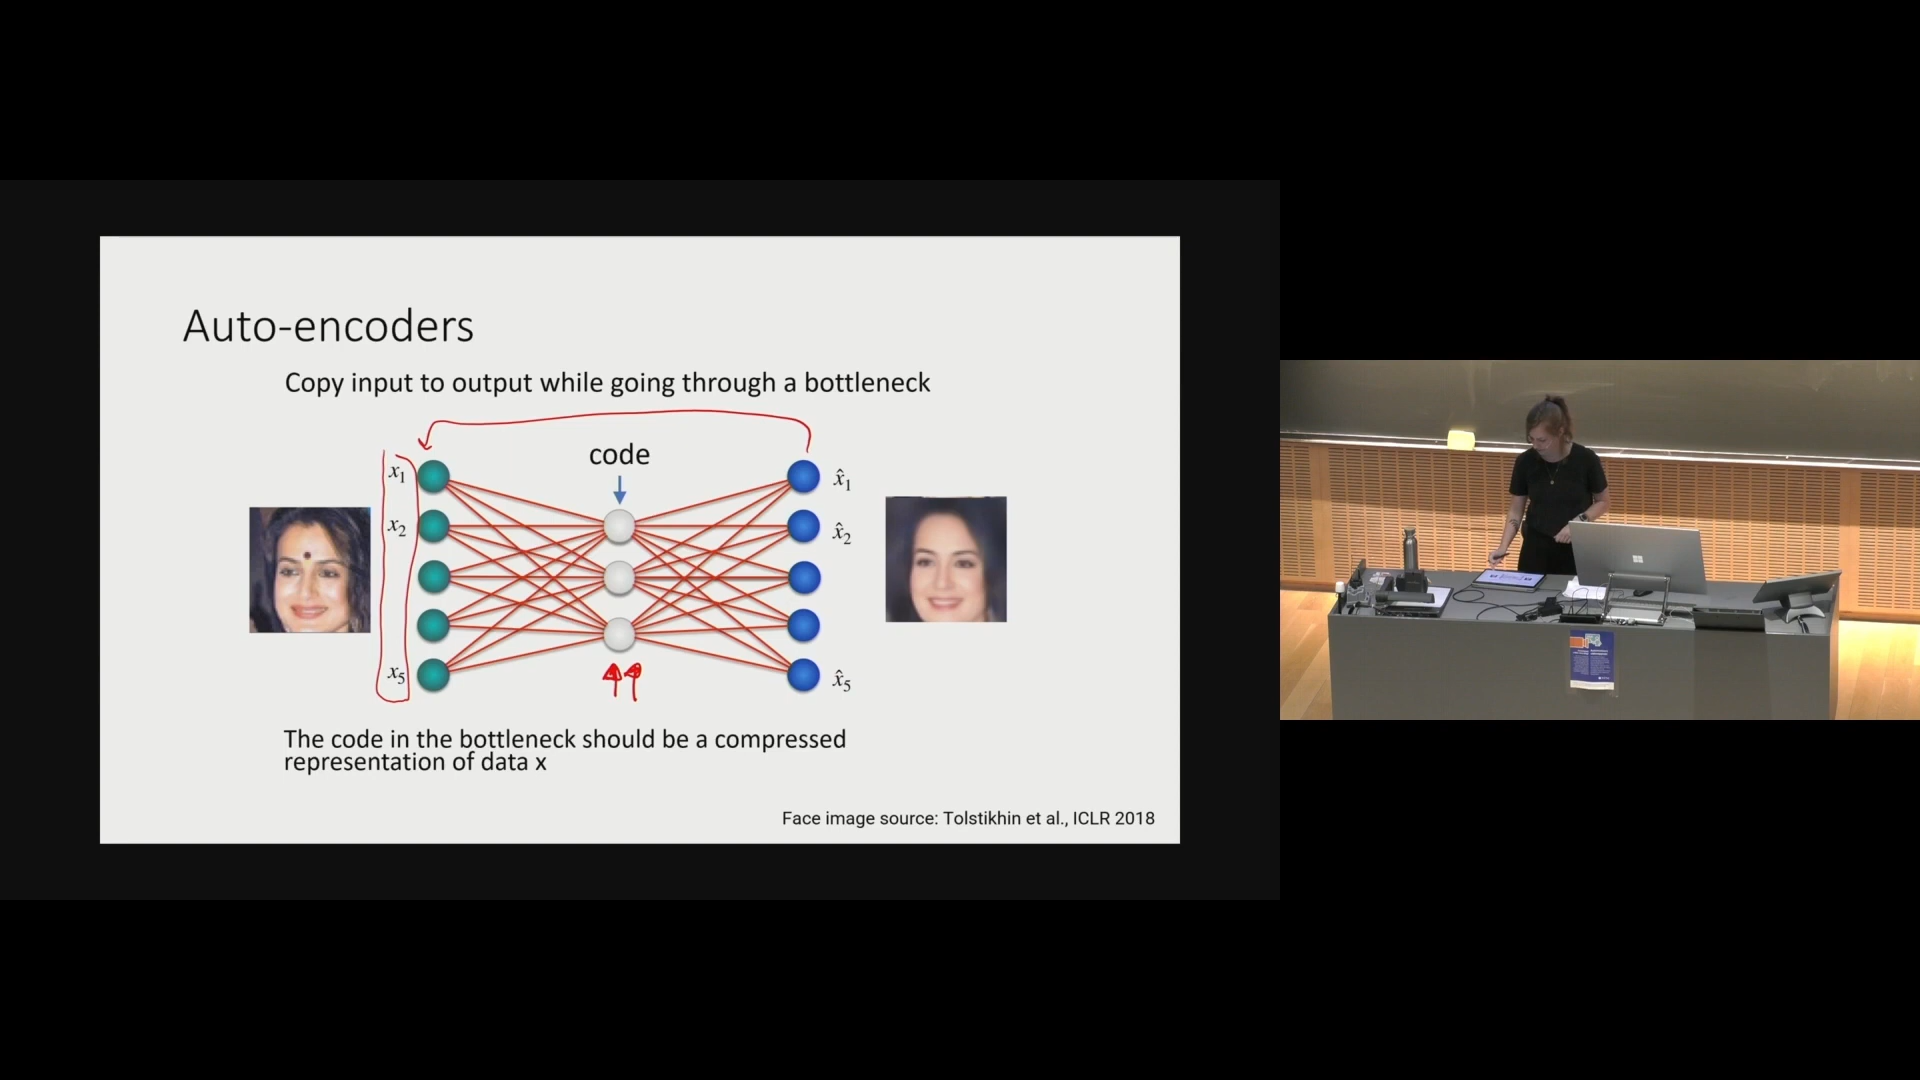 Auto-encoders
Copy input to output while going through a bottleneck
code
x₁
x̂₁
x₂
x̂₂
x₅
x̂₅
The code in the bottleneck should be a compressed
representation of data x
Face image source: Tolstikhin et al., ICLR 2018